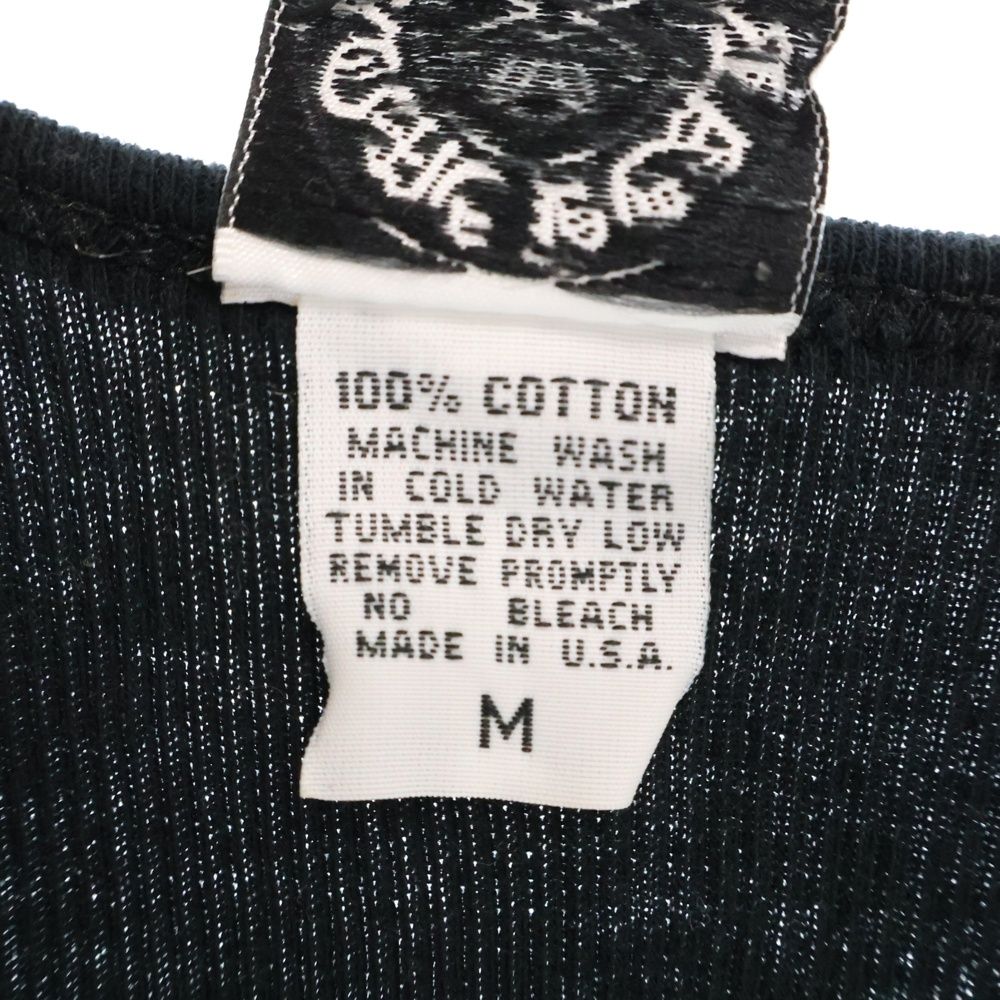 100% COTTON
MACHINE WASH
IN COLD WATER
TUMBLE DRY LOW
REMOVE PROMPTLY
NO BLEACH
MADE IN U.S.A.
M